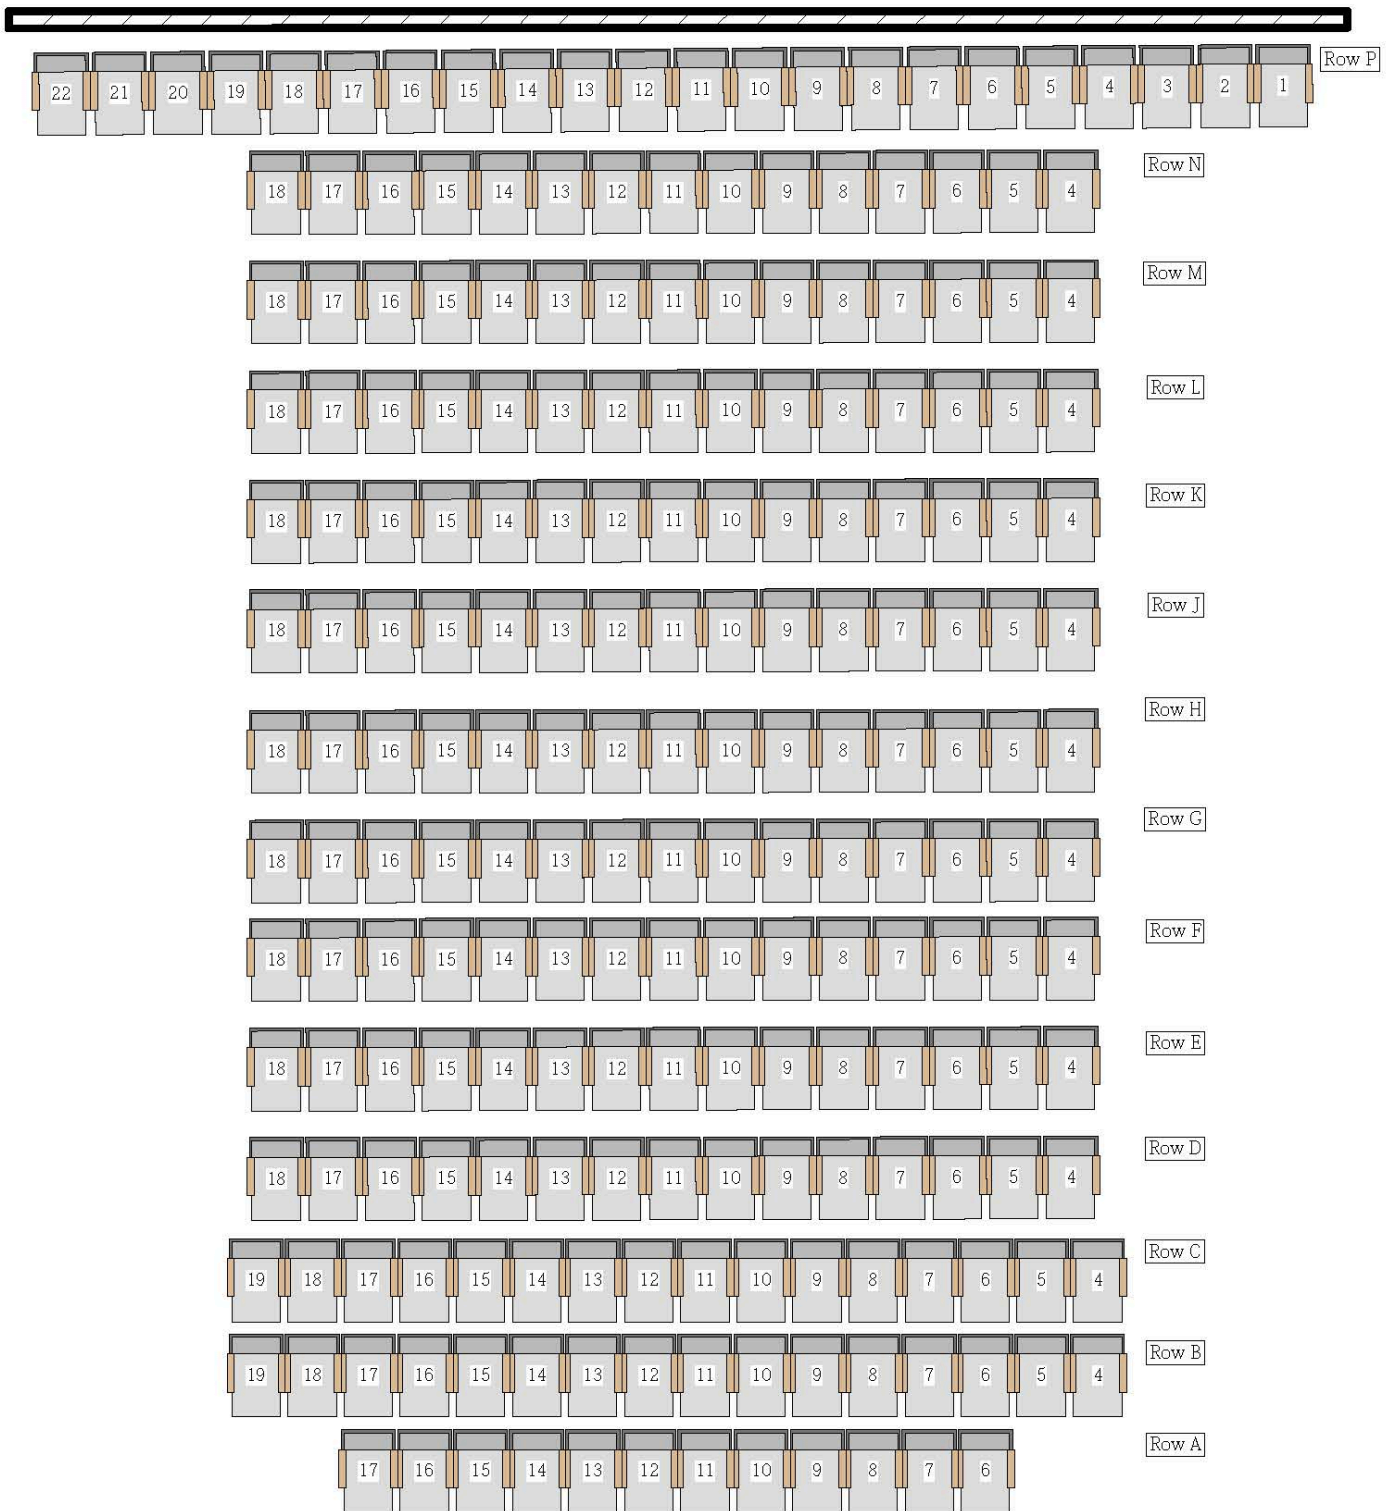 22 21 20 19 18 17 16 15 14 13 12 11 10 9 8 7 6 5 4 3 2 1 Row P
18 17 16 15 14 13 12 11 10 9 8 7 6 5 4 Row N
18 17 16 15 14 13 12 11 10 9 8 7 6 5 4 Row M
18 17 16 15 14 13 12 11 10 9 8 7 6 5 4 Row L
18 17 16 15 14 13 12 11 10 9 8 7 6 5 4 Row K
18 17 16 15 14 13 12 11 10 9 8 7 6 5 4 Row J
18 17 16 15 14 13 12 11 10 9 8 7 6 5 4 Row H
18 17 16 15 14 13 12 11 10 9 8 7 6 5 4 Row G
18 17 16 15 14 13 12 11 10 9 8 7 6 5 4 Row F
18 17 16 15 14 13 12 11 10 9 8 7 6 5 4 Row E
18 17 16 15 14 13 12 11 10 9 8 7 6 5 4 Row D
19 18 17 16 15 14 13 12 11 10 9 8 7 6 5 4 Row C
19 18 17 16 15 14 13 12 11 10 9 8 7 6 5 4 Row B
17 16 15 14 13 12 11 10 9 8 7 6 Row A